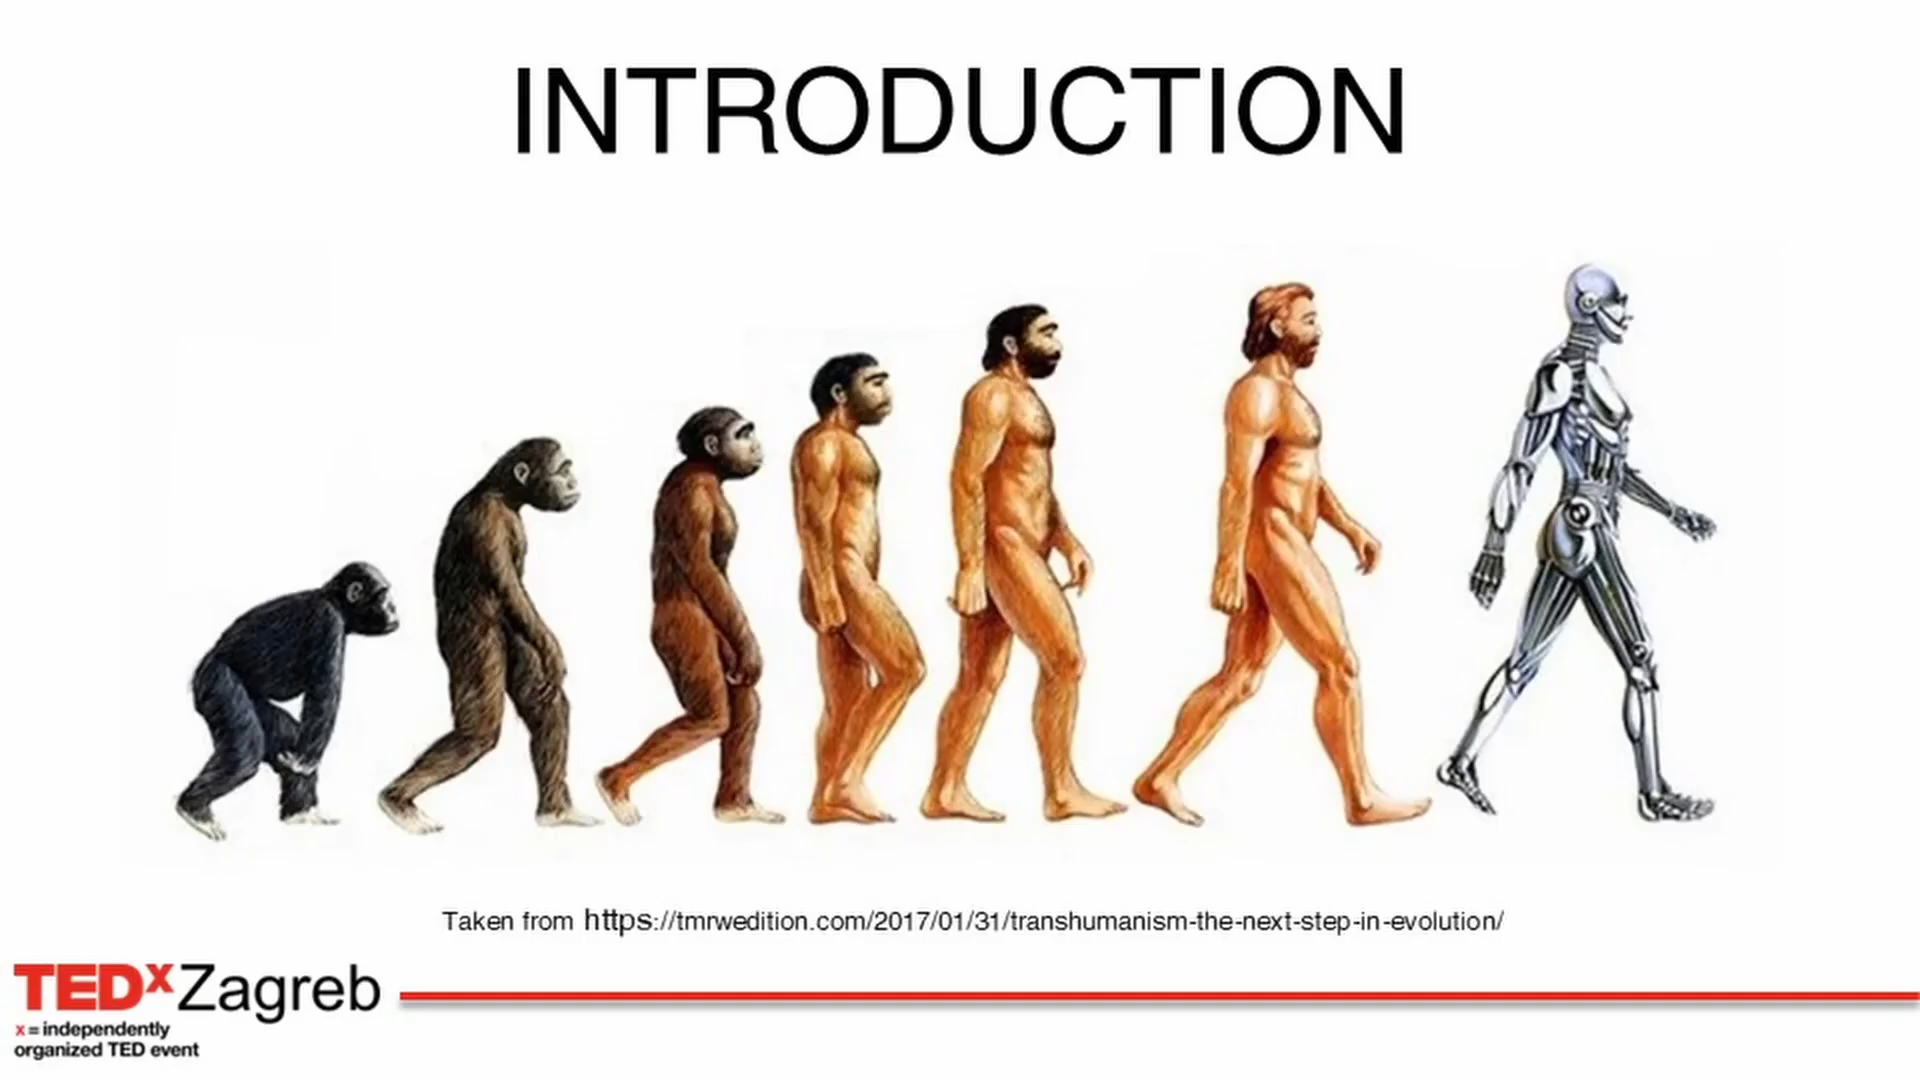 INTRODUCTION
Taken from https://tmrwedition.com/2017/01/31/transhumanism-the-next-step-in-evolution/
TEDxZagreb
x = independently
organized TED event